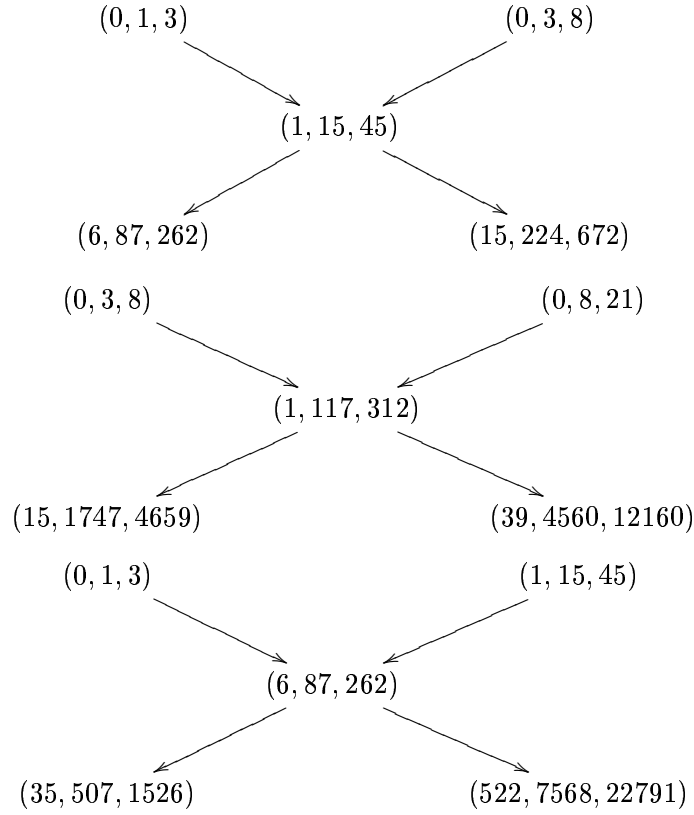 (0, 1, 3) (0, 3, 8)
(1, 15, 45)
(6, 87, 262) (15, 224, 672)
(0, 3, 8) (0, 8, 21)
(1, 117, 312)
(15, 1747, 4659) (39, 4560, 12160)
(0, 1, 3) (1, 15, 45)
(6, 87, 262)
(35, 507, 1526) (522, 7568, 22791)